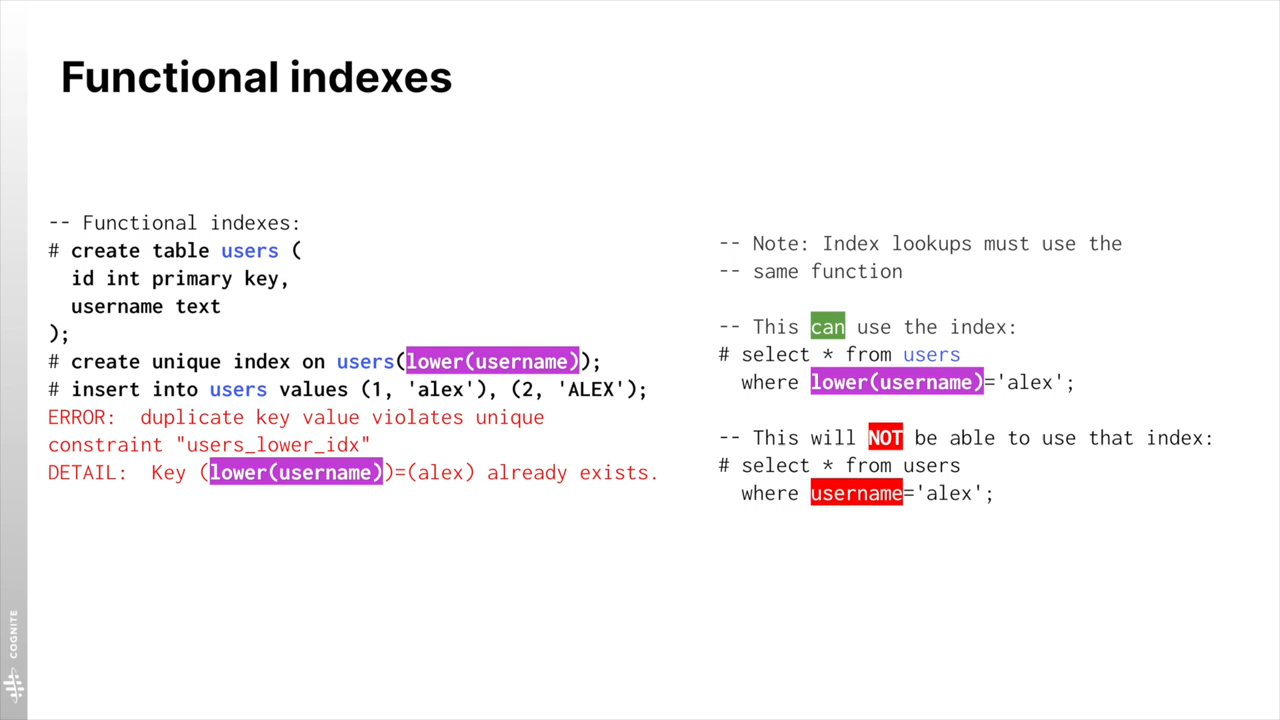 Functional indexes
-- Functional indexes:
# create table users (
  id int primary key,
  username text
);
# create unique index on users(lower(username));
# insert into users values (1, 'alex'), (2, 'ALEX');
ERROR:  duplicate key value violates unique
constraint "users_lower_idx"
DETAIL:  Key (lower(username))=(alex) already exists.
-- Note: Index lookups must use the
-- same function
-- This can use the index:
# select * from users
  where lower(username)='alex';
-- This will NOT be able to use that index:
# select * from users
  where username='alex';
COGNITE